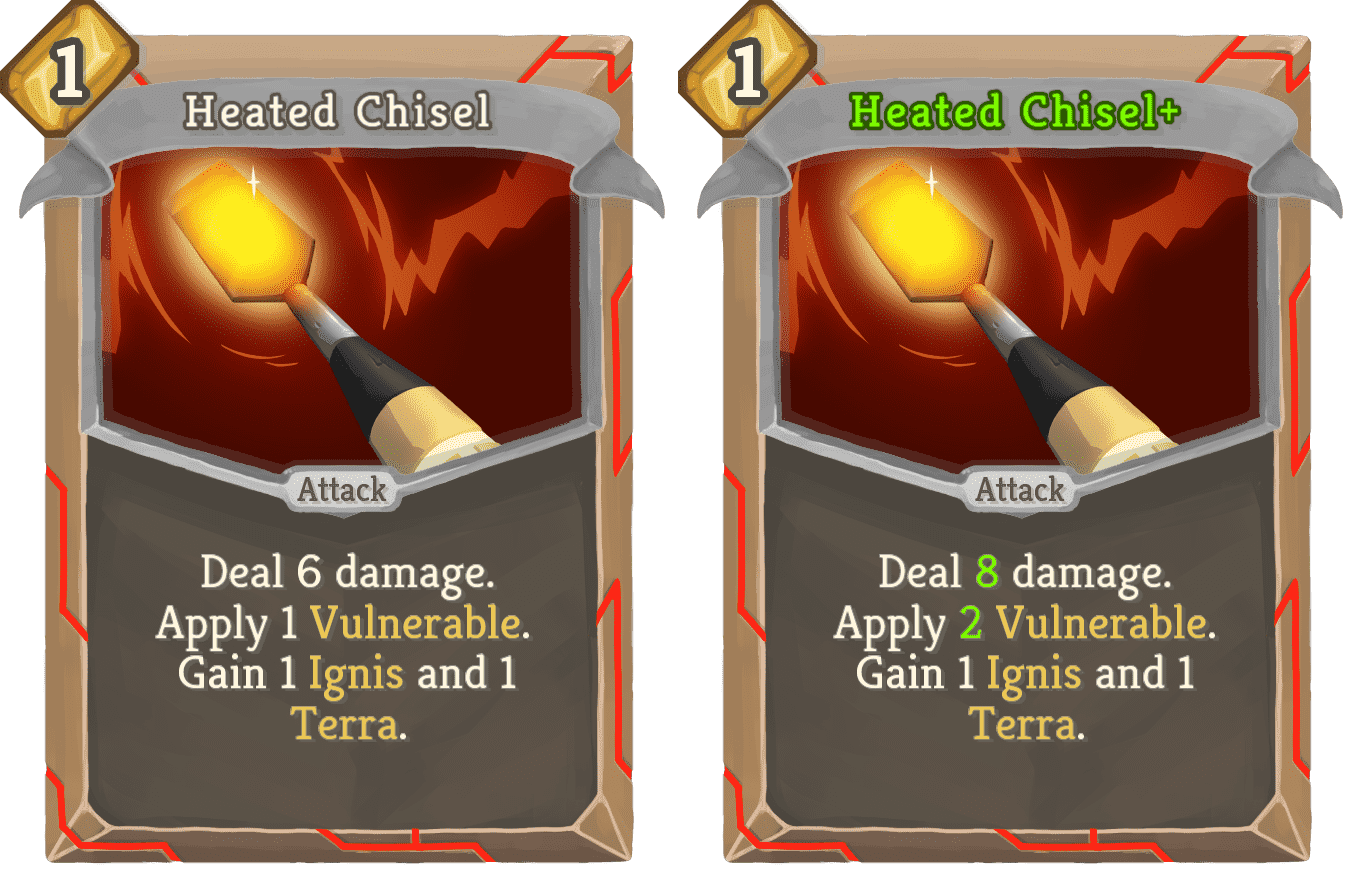 1
Heated Chisel
Attack
Deal 6 damage.
Apply 1 Vulnerable.
Gain 1 Ignis and 1
Terra.
1
Heated Chisel+
Attack
Deal 8 damage.
Apply 2 Vulnerable.
Gain 1 Ignis and 1
Terra.